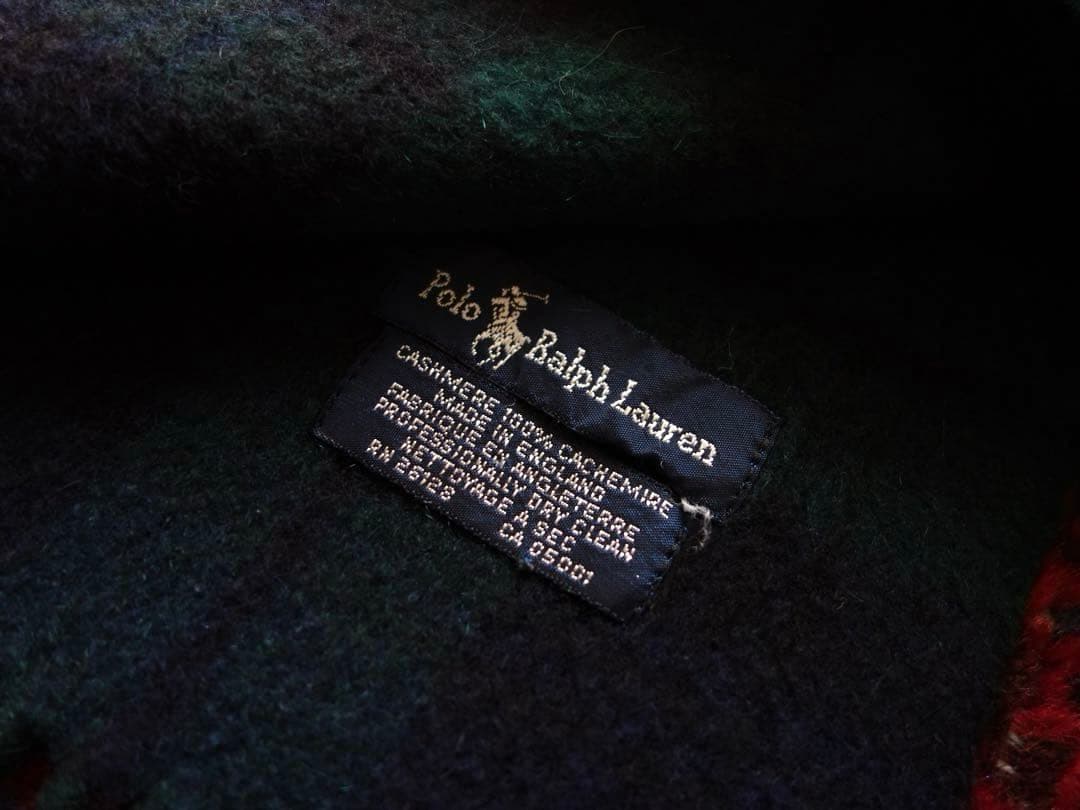 Polo Ralph Lauren
CASHMERE 100% CACHEMIRE
MADE IN ENGLAND
FABRIQUE EN ANGLETERRE
PROFESSIONALLY DRY CLEAN
NETTOYAGE A SEC
RN 26128 CA 05001